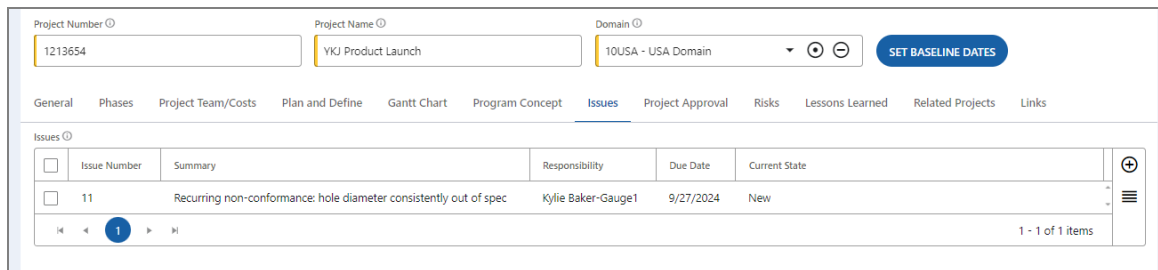 Project Number
Project Name
Domain
1213654
YKJ Product Launch
10USA - USA Domain
SET BASELINE DATES
General Phases Project Team/Costs Plan and Define Gantt Chart Program Concept Issues Project Approval Risks Lessons Learned Related Projects Links
Issues
Issue Number Summary Responsibility Due Date Current State
11 Recurring non-conformance: hole diameter consistently out of spec Kylie Baker-Gauge1 9/27/2024 New
1
1 - 1 of 1 items